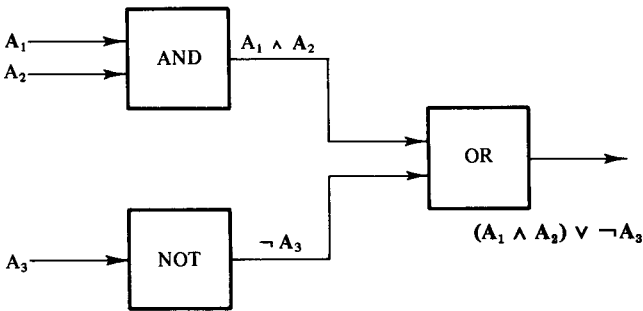 A₁
A₂
AND
A₁ ∧ A₂
OR
(A₁ ∧ A₂) ∨ ¬A₃
A₃
NOT
¬A₃